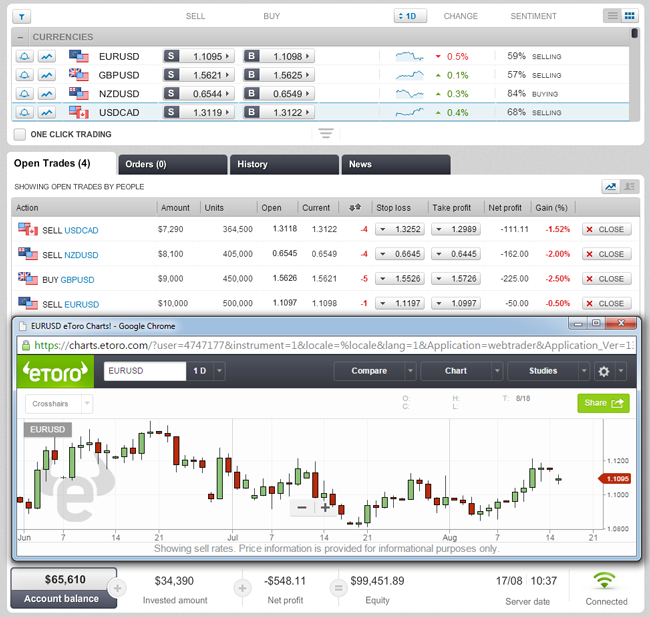 SELL BUY 1D CHANGE SENTIMENT
– CURRENCIES
EURUSD S 1.1095 B 1.1098 0.5% 59% SELLING
GBPUSD S 1.5621 B 1.5625 0.1% 57% SELLING
NZDUSD S 0.6544 B 0.6549 0.3% 84% BUYING
USDCAD S 1.3119 B 1.3122 0.4% 68% SELLING
ONE CLICK TRADING
Open Trades (4) Orders (0) History News
SHOWING OPEN TRADES BY PEOPLE
Action Amount Units Open Current Stop loss Take profit Net profit Gain (%)
SELL USDCAD $7,290 364,500 1.3118 1.3122 -4 1.3252 1.2989 -111.11 -1.52% CLOSE
SELL NZDUSD $8,100 405,000 0.6545 0.6549 -4 0.6645 0.6445 -162.00 -2.00% CLOSE
BUY GBPUSD $9,000 450,000 1.5626 1.5621 -5 1.5526 1.5726 -225.00 -2.50% CLOSE
SELL EURUSD $10,000 500,000 1.1097 1.1098 -1 1.1197 1.0997 -50.00 -0.50% CLOSE
EURUSD eToro Charts! - Google Chrome
https://charts.etoro.com/?user=4747177&instrument=1&locale=%locale&lang=1&Application=webtrader&Application_Ver=
eToro EURUSD 1 D Compare Chart Studies
Crosshairs O: H: T: 8/18 Share
C: L:
EURUSD
1.1200
1.1095
1.1000
1.0800
Jun 7 14 21 Jul 7 14 21 Aug 7 14 21
Showing sell rates. Price information is provided for informational purposes only.
$65,610 $34,390 -$548.11 $99,451.89 17/08 10:37
Account balance Invested amount Net profit Equity Server date Connected